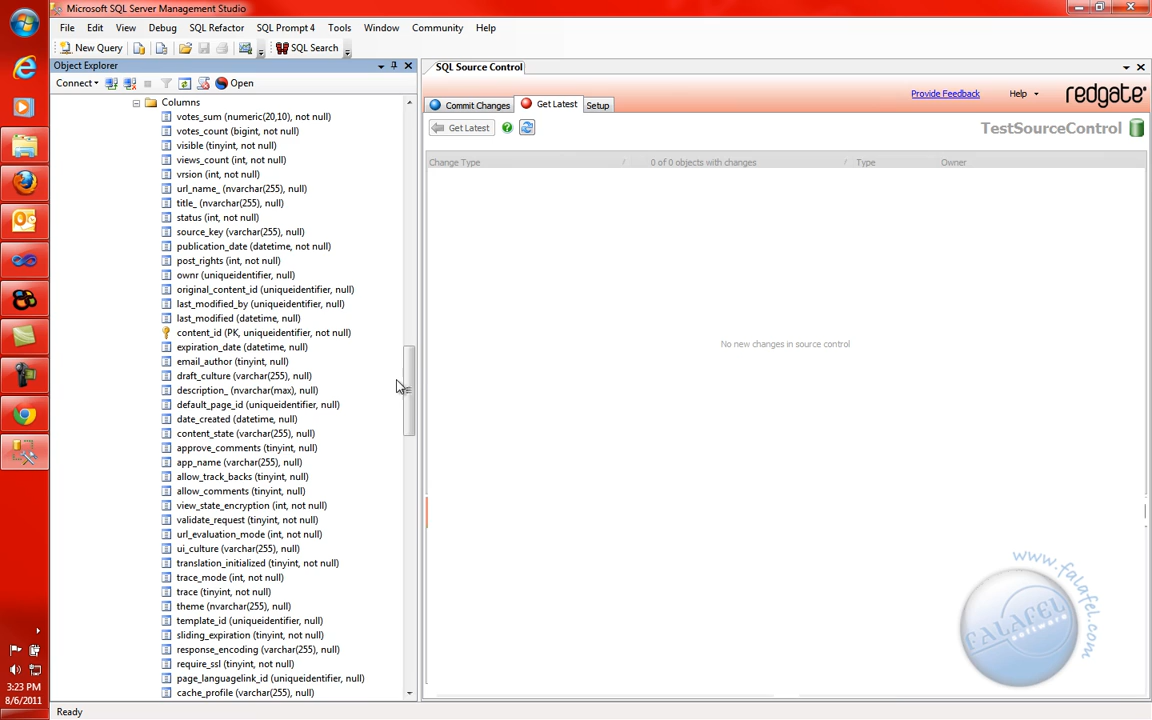 Microsoft SQL Server Management Studio
File Edit View Debug SQL Refactor SQL Prompt 4 Tools Window Community Help
New Query SQL Search
Object Explorer
SQL Source Control
Connect Open
Commit Changes Get Latest Setup
Provide Feedback Help redgate
Get Latest
TestSourceControl
Change Type / 0 of 0 objects with changes / Type Owner
No new changes in source control
Columns
votes_sum (numeric(20,10), not null)
votes_count (bigint, not null)
visible (tinyint, not null)
views_count (int, not null)
vrsion (int, not null)
url_name_ (nvarchar(255), null)
title_ (nvarchar(255), null)
status (int, not null)
source_key (varchar(255), null)
publication_date (datetime, not null)
post_rights (int, not null)
ownr (uniqueidentifier, null)
original_content_id (uniqueidentifier, null)
last_modified_by (uniqueidentifier, null)
last_modified (datetime, null)
content_id (PK, uniqueidentifier, not null)
expiration_date (datetime, null)
email_author (tinyint, null)
draft_culture (varchar(255), null)
description_ (nvarchar(max), null)
default_page_id (uniqueidentifier, null)
date_created (datetime, null)
content_state (varchar(255), null)
approve_comments (tinyint, null)
app_name (varchar(255), null)
allow_track_backs (tinyint, null)
allow_comments (tinyint, null)
view_state_encryption (int, not null)
validate_request (tinyint, not null)
url_evaluation_mode (int, not null)
ui_culture (varchar(255), null)
translation_initialized (tinyint, not null)
trace_mode (int, not null)
trace (tinyint, not null)
theme (nvarchar(255), null)
template_id (uniqueidentifier, null)
sliding_expiration (tinyint, not null)
response_encoding (varchar(255), null)
require_ssl (tinyint, not null)
page_languagelink_id (uniqueidentifier, null)
cache_profile (varchar(255), null)
www.falafel.com
FALAFEL
software
3:23 PM
8/6/2011
Ready